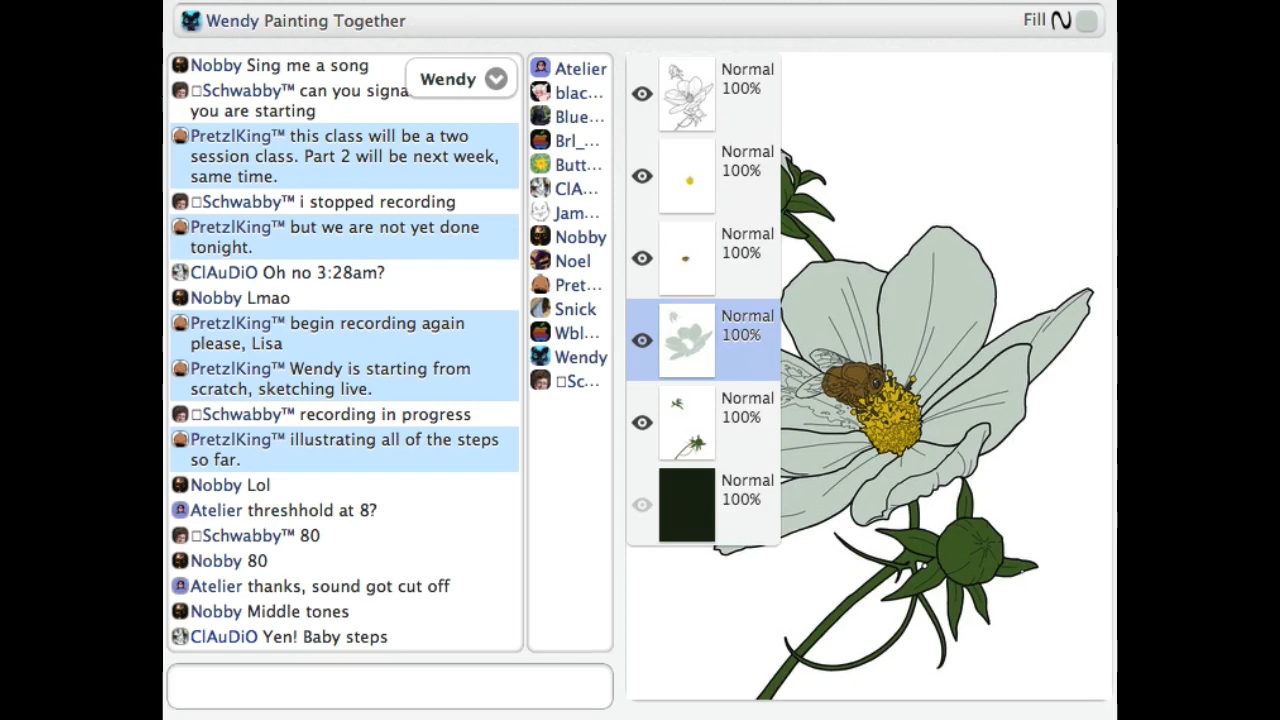 Wendy Painting Together
Fill
Nobby Sing me a song
Schwabby™ can you signa
you are starting
Wendy
PretzlKing™ this class will be a two
session class. Part 2 will be next week,
same time.
Schwabby™ i stopped recording
PretzlKing™ but we are not yet done
tonight.
ClAuDiO Oh no 3:28am?
Nobby Lmao
PretzlKing™ begin recording again
please, Lisa
PretzlKing™ Wendy is starting from
scratch, sketching live.
Schwabby™ recording in progress
PretzlKing™ illustrating all of the steps
so far.
Nobby Lol
Atelier threshhold at 8?
Schwabby™ 80
Nobby 80
Atelier thanks, sound got cut off
Nobby Middle tones
ClAuDiO Yen! Baby steps
Atelier
blac...
Blue...
Brl_...
Butt...
ClA...
Jam...
Nobby
Noel
Pret...
Snick
Wbl...
Wendy
Sc...
Normal
100%
Normal
100%
Normal
100%
Normal
100%
Normal
100%
Normal
100%